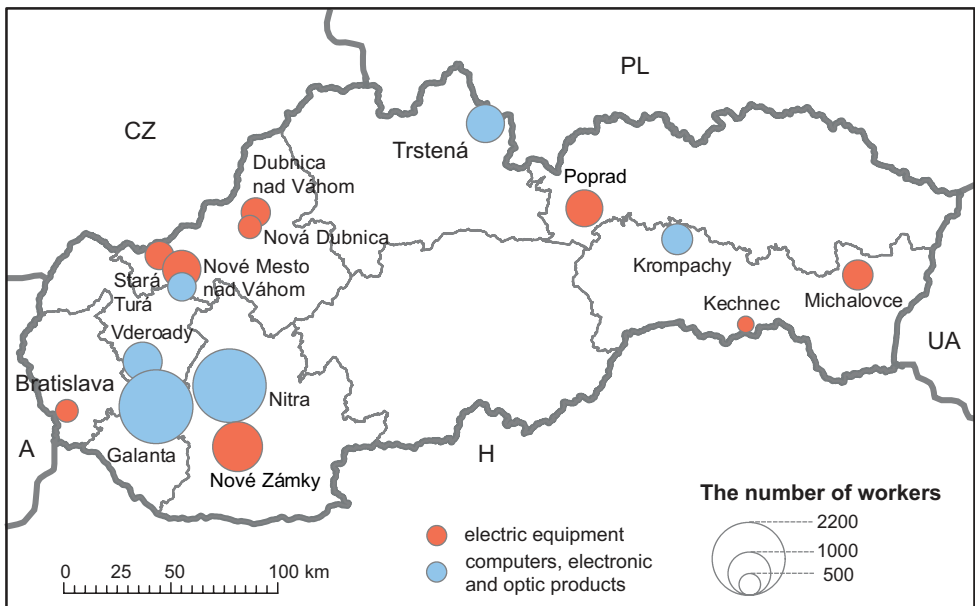 PL
CZ
Trstená
Dubnica
nad Váhom
Poprad
Nová Dubnica
Krompachy
Stará
Turá
Nové Mesto
nad Váhom
Michalovce
Kechnec
Vderoady
UA
Bratislava
Nitra
A
Galanta
H
Nové Zámky
The number of workers
2200
1000
500
electric equipment
computers, electronic
and optic products
0 25 50 100 km